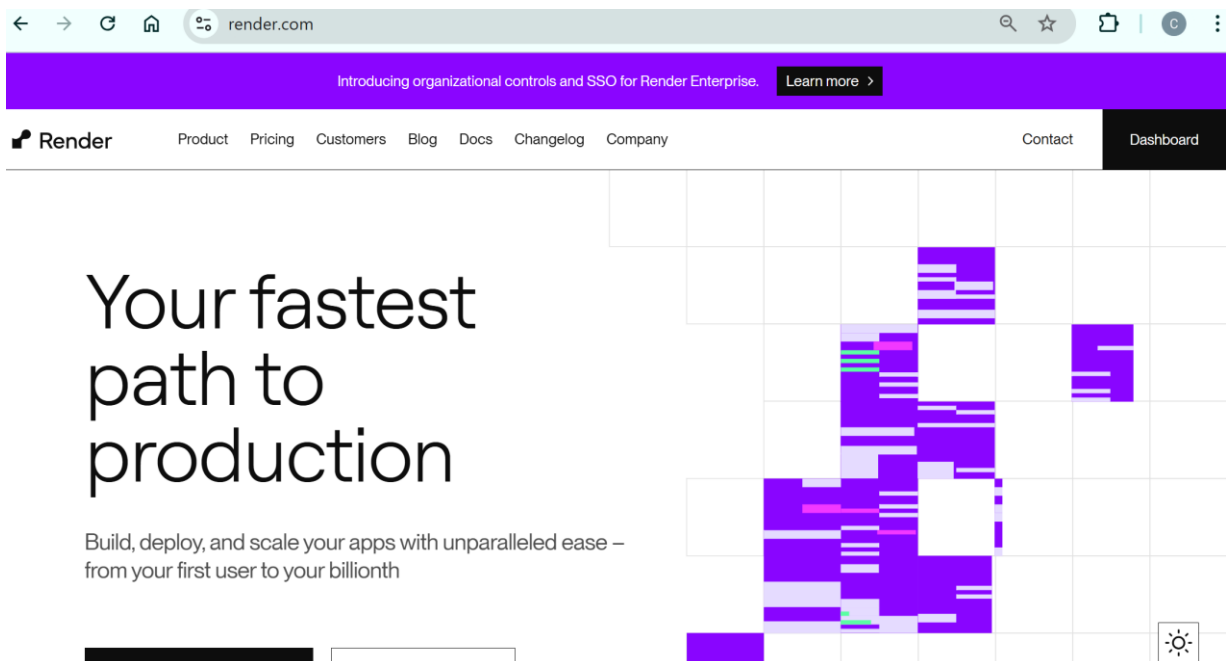 render.com
C
Introducing organizational controls and SSO for Render Enterprise. Learn more
Render Product Pricing Customers Blog Docs Changelog Company Contact Dashboard
Your fastest
path to
production
Build, deploy, and scale your apps with unparalleled ease –
from your first user to your billionth